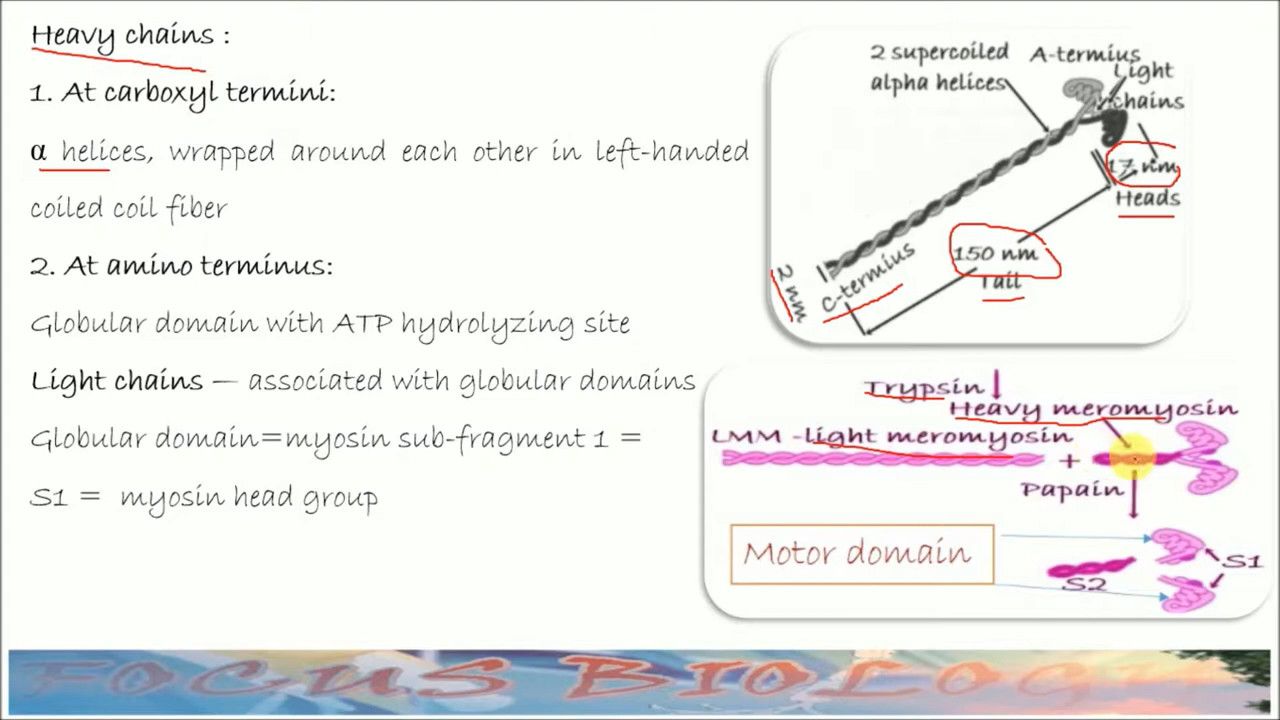 Heavy chains :
1. At carboxyl termini:
α helices, wrapped around each other in left-handed
coiled coil fiber
2. At amino terminus:
Globular domain with ATP hydrolyzing site
Light chains — associated with globular domains
Globular domain=myosin sub-fragment 1 =
S1 = myosin head group
2 supercoiled
alpha helices
A-termius
Light
chains
17 nm
Heads
150 nm
Tail
C-termius
2 nm
Trypsin
Heavy meromyosin
LMM -light meromyosin
+
Papain
Motor domain
S1
S2
FOCUS BIOLOGY